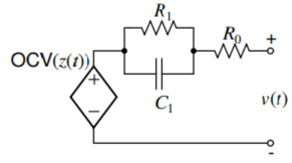 R₁
R₀
+
OCV(z(t))
+
−
C₁
v(t)
-